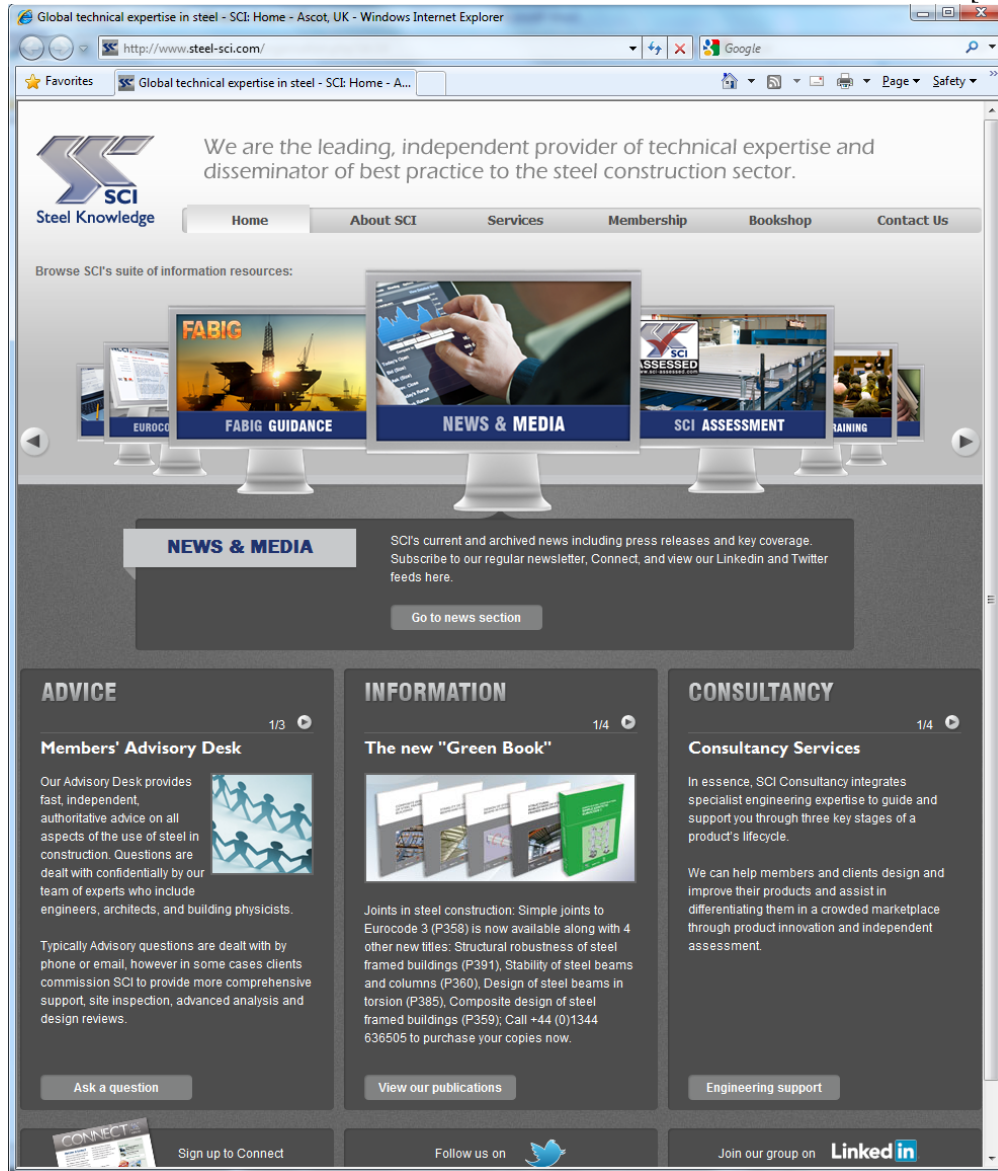 Global technical expertise in steel - SCI: Home - Ascot, UK - Windows Internet Explorer
http://www.steel-sci.com/
Google
Favorites
Global technical expertise in steel - SCI: Home - A...
Page
Safety
SCI
Steel Knowledge
We are the leading, independent provider of technical expertise and
disseminator of best practice to the steel construction sector.
Home
About SCI
Services
Membership
Bookshop
Contact Us
Browse SCI's suite of information resources:
EUROCO
FABIG
FABIG GUIDANCE
NEWS & MEDIA
SCI
ASSESSED
www.sci-assessed.com
SCI ASSESSMENT
AINING
NEWS & MEDIA
SCI's current and archived news including press releases and key coverage.
Subscribe to our regular newsletter, Connect, and view our Linkedin and Twitter
feeds here.
Go to news section
ADVICE
1/3
Members' Advisory Desk
Our Advisory Desk provides
fast, independent,
authoritative advice on all
aspects of the use of steel in
construction. Questions are
dealt with confidentially by our
team of experts who include
engineers, architects, and building physicists.
Typically Advisory questions are dealt with by
phone or email, however in some cases clients
commission SCI to provide more comprehensive
support, site inspection, advanced analysis and
design reviews.
Ask a question
INFORMATION
1/4
The new "Green Book"
Joints in steel construction: Simple joints to
Eurocode 3 (P358) is now available along with 4
other new titles: Structural robustness of steel
framed buildings (P391), Stability of steel beams
and columns (P360), Design of steel beams in
torsion (P385), Composite design of steel
framed buildings (P359); Call +44 (0)1344
636505 to purchase your copies now.
View our publications
CONSULTANCY
1/4
Consultancy Services
In essence, SCI Consultancy integrates
specialist engineering expertise to guide and
support you through three key stages of a
product's lifecycle.
We can help members and clients design and
improve their products and assist in
differentiating them in a crowded marketplace
through product innovation and independent
assessment.
Engineering support
CONNECT
Sign up to Connect
Follow us on
Join our group on
Linked in